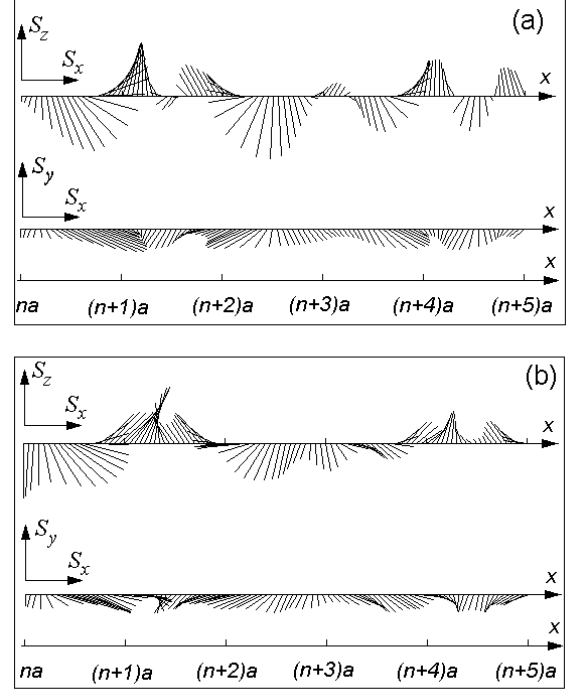 (a)
S_z
S_x
x
S_y
S_x
x
x
na (n+1)a (n+2)a (n+3)a (n+4)a (n+5)a
(b)
S_z
S_x
x
S_y
S_x
x
x
na (n+1)a (n+2)a (n+3)a (n+4)a (n+5)a